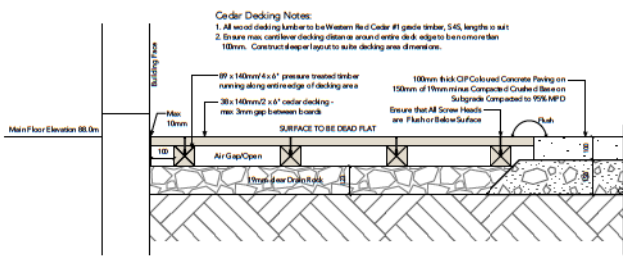 Cedar Decking Notes:
1. All wood decking lumber to be Western Red Cedar #1 grade timber, S4S, lengths to suit
2. Ensure max. cantilever decking distance around entire deck edge to be no more than
100mm. Construct sleeper layout to suite decking area dimensions.
Building Face
89 x 140mm/4 x 6" pressure treated timber
running along entire edge of decking area
38 x 140mm/2 x 6" cedar decking -
max 3mm gap between boards
100mm thick CIP Coloured Concrete Paving on
150mm of 19mm minus Compacted Crushed Base on
Subgrade Compacted to 95% MPD
Ensure that All Screw Heads
are Flush or Below Surface
Flush
Max
10mm
Main Floor Elevation 88.0m
SURFACE TO BE DEAD FLAT
100
Air Gap/Open
100
19mm clear Drain Rock